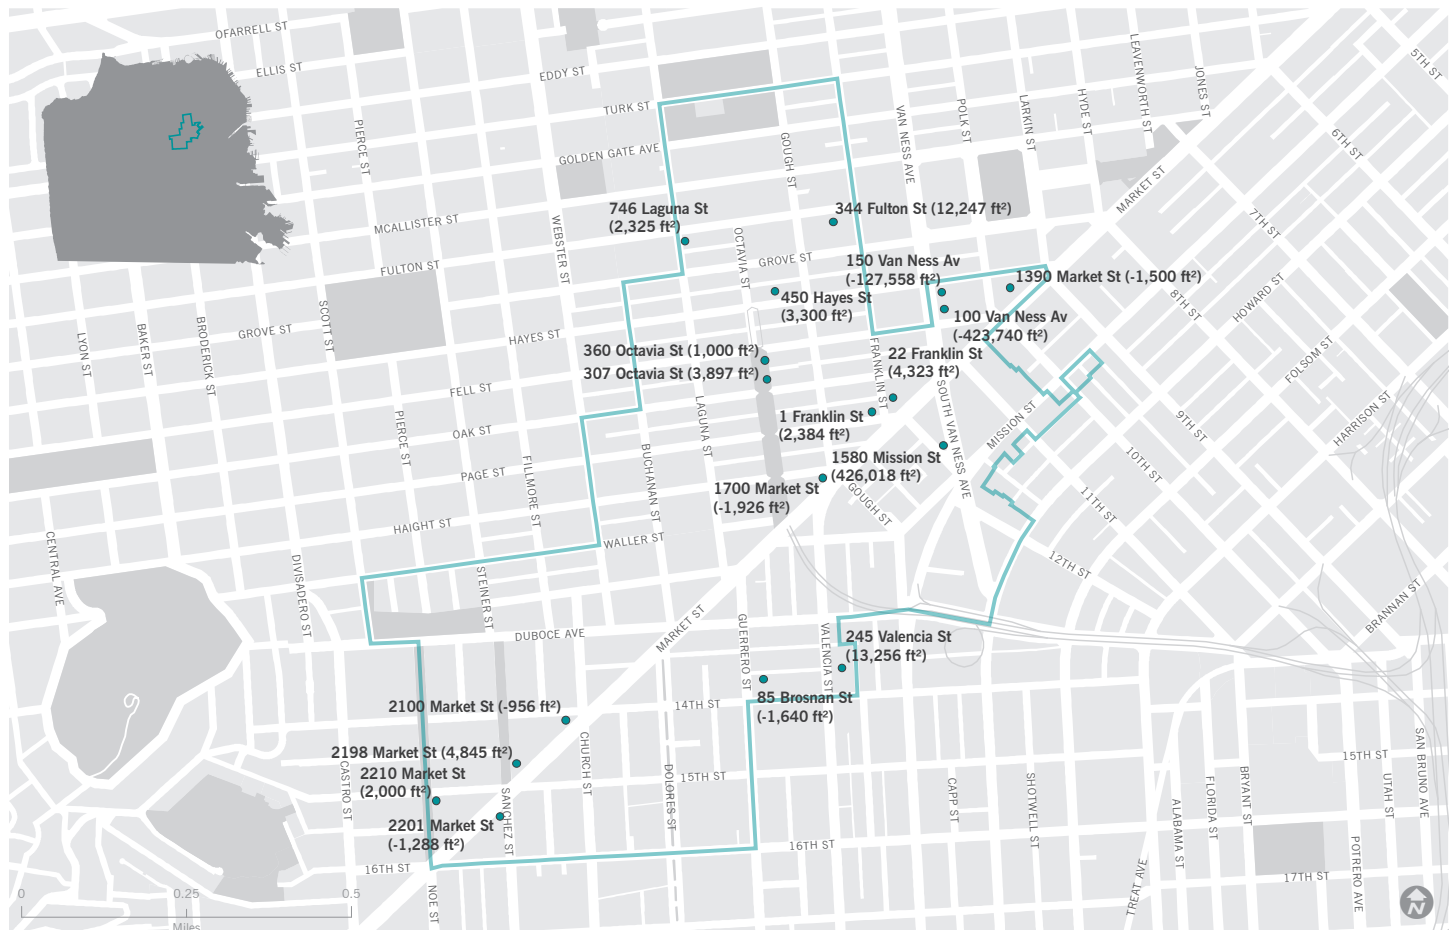 OFARRELL ST
ELLIS ST
EDDY ST
TURK ST
GOLDEN GATE AVE
MCALLISTER ST
FULTON ST
GROVE ST
GROVE ST
HAYES ST
FELL ST
OAK ST
PAGE ST
HAIGHT ST
WALLER ST
DUBOCE AVE
14TH ST
15TH ST
15TH ST
16TH ST
16TH ST
17TH ST
PIERCE ST
WEBSTER ST
GOUGH ST
OCTAVIA ST
VAN NESS AVE
POLK ST
LARKIN ST
HYDE ST
LEAVENWORTH ST
JONES ST
5TH ST
6TH ST
7TH ST
8TH ST
9TH ST
10TH ST
11TH ST
12TH ST
MARKET ST
HOWARD ST
FOLSOM ST
HARRISON ST
BRANNAN ST
MISSION ST
SOUTH VAN NESS AVE
FRANKLIN ST
GOUGH ST
LAGUNA ST
BUCHANAN ST
FILLMORE ST
PIERCE ST
STEINER ST
SCOTT ST
BRODERICK ST
BAKER ST
LYON ST
CENTRAL AVE
DIVISADERO ST
CASTRO ST
NOE ST
SANCHEZ ST
CHURCH ST
DOLORES ST
GUERRERO ST
VALENCIA ST
MARKET ST
CAPP ST
SHOTWELL ST
TREAT AVE
ALABAMA ST
FLORIDA ST
BRYANT ST
POTRERO AVE
UTAH ST
SAN BRUNO AVE
746 Laguna St
(2,325 ft²)
344 Fulton St (12,247 ft²)
150 Van Ness Av
(-127,558 ft²)
1390 Market St (-1,500 ft²)
450 Hayes St
(3,300 ft²)
100 Van Ness Av
(-423,740 ft²)
360 Octavia St (1,000 ft²)
307 Octavia St (3,897 ft²)
22 Franklin St
(4,323 ft²)
1 Franklin St
(2,384 ft²)
1580 Mission St
(426,018 ft²)
1700 Market St
(-1,926 ft²)
245 Valencia St
(13,256 ft²)
85 Brosnan St
(-1,640 ft²)
2100 Market St (-956 ft²)
2198 Market St (4,845 ft²)
2210 Market St
(2,000 ft²)
2201 Market St
(-1,288 ft²)
0 0.25 0.5
Miles
N